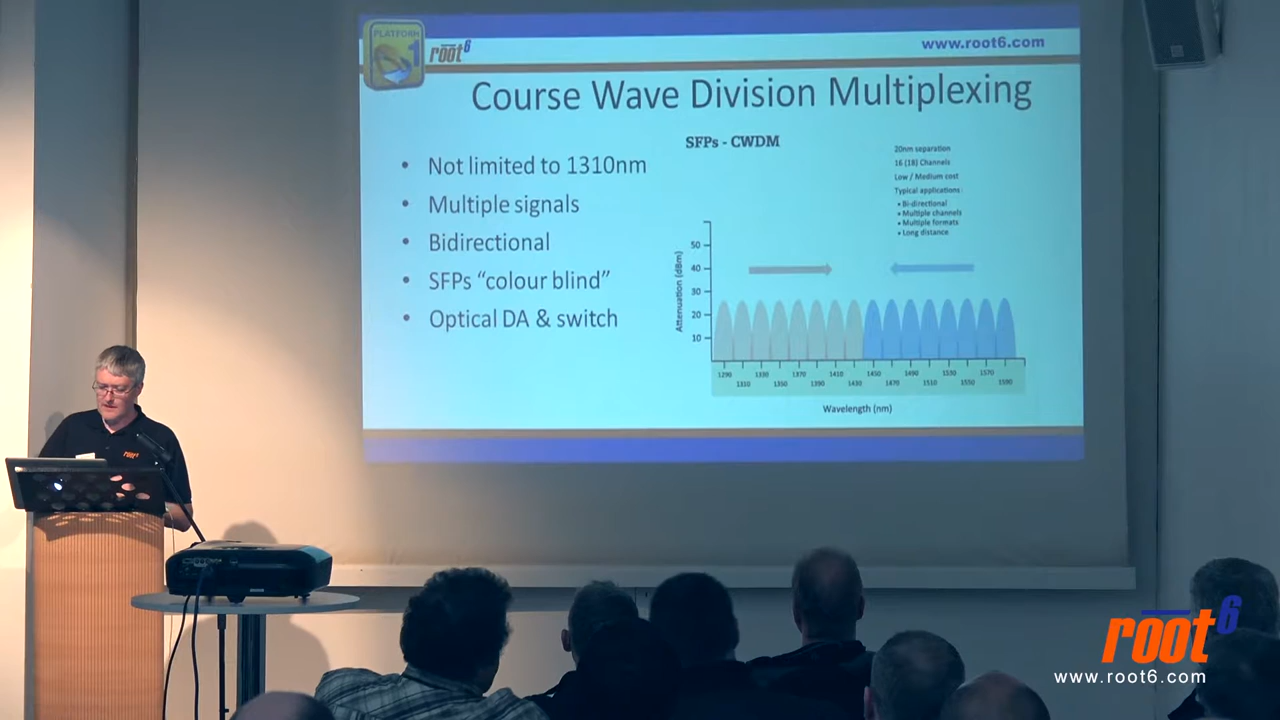 PLATFORM
1
root6
www.root6.com
Course Wave Division Multiplexing
SFPs - CWDM
• Not limited to 1310nm
• Multiple signals
• Bidirectional
• SFPs “colour blind”
• Optical DA & switch
20nm separation
16 (18) Channels
Low / Medium cost
Typical applications:
• Bi-directional
• Multiple channels
• Multiple formats
• Long distance
Attenuation (dBm)
50
40
30
20
10
1290 1330 1370 1410 1450 1490 1530 1570
1310 1350 1390 1430 1470 1510 1550 1590
Wavelength (nm)
root
root6
www.root6.com